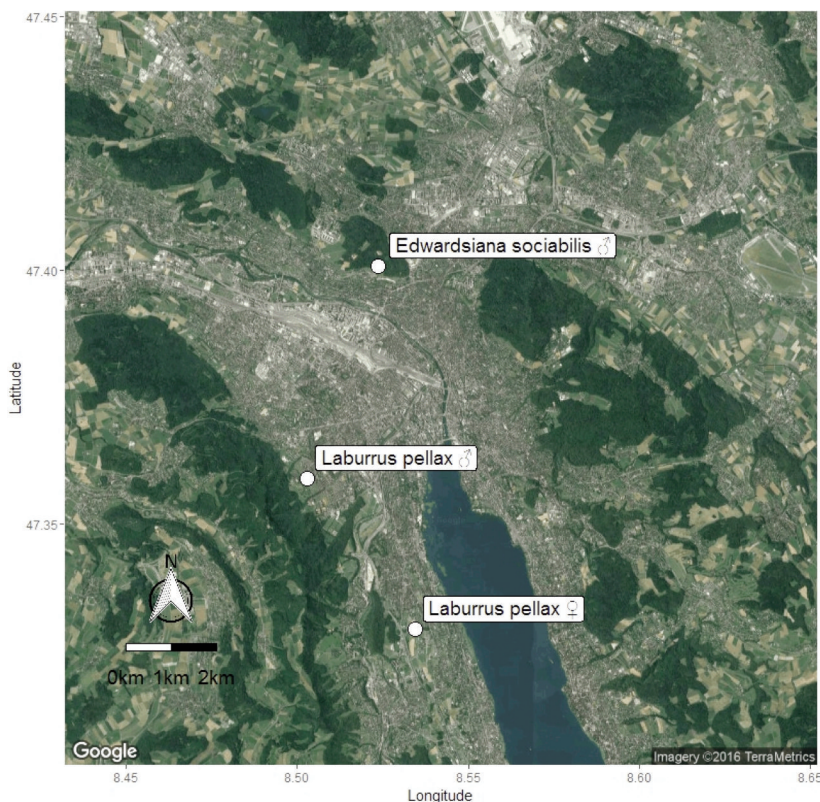 47.45
Edwardsiana sociabilis ♂
47.40
Latitude
Laburrus pellax ♂
47.35
N
Laburrus pellax ♀
0km 1km 2km
Google
Imagery ©2016 TerraMetrics
8.45 8.50 8.55 8.60 8.65
Longitude